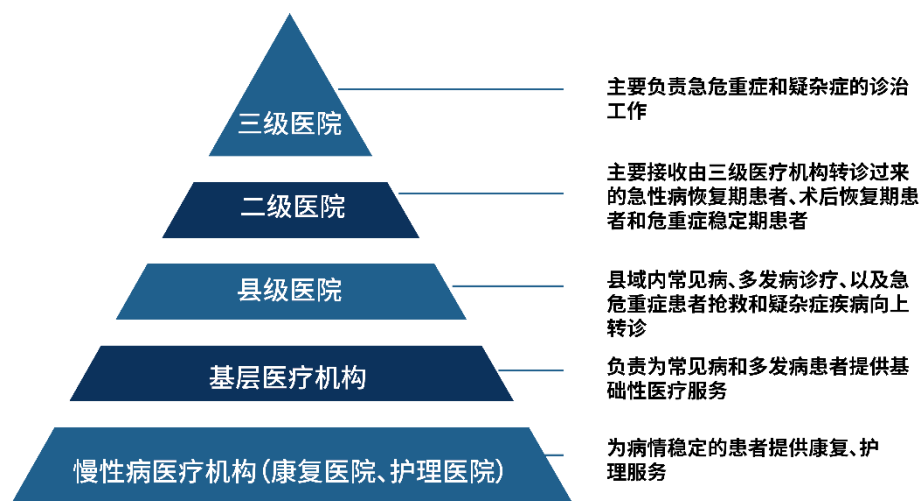 三级医院
主要负责急危重症和疑杂症的诊治
工作
二级医院
主要接收由三级医疗机构转诊过来
的急性病恢复期患者、术后恢复期患
者和危重症稳定期患者
县级医院
县域内常见病、多发病诊疗、以及急
危重症患者抢救和疑杂症疾病向上
转诊
基层医疗机构
负责为常见病和多发病患者提供基
础性医疗服务
慢性病医疗机构(康复医院、护理医院)
为病情稳定的患者提供康复、护
理服务